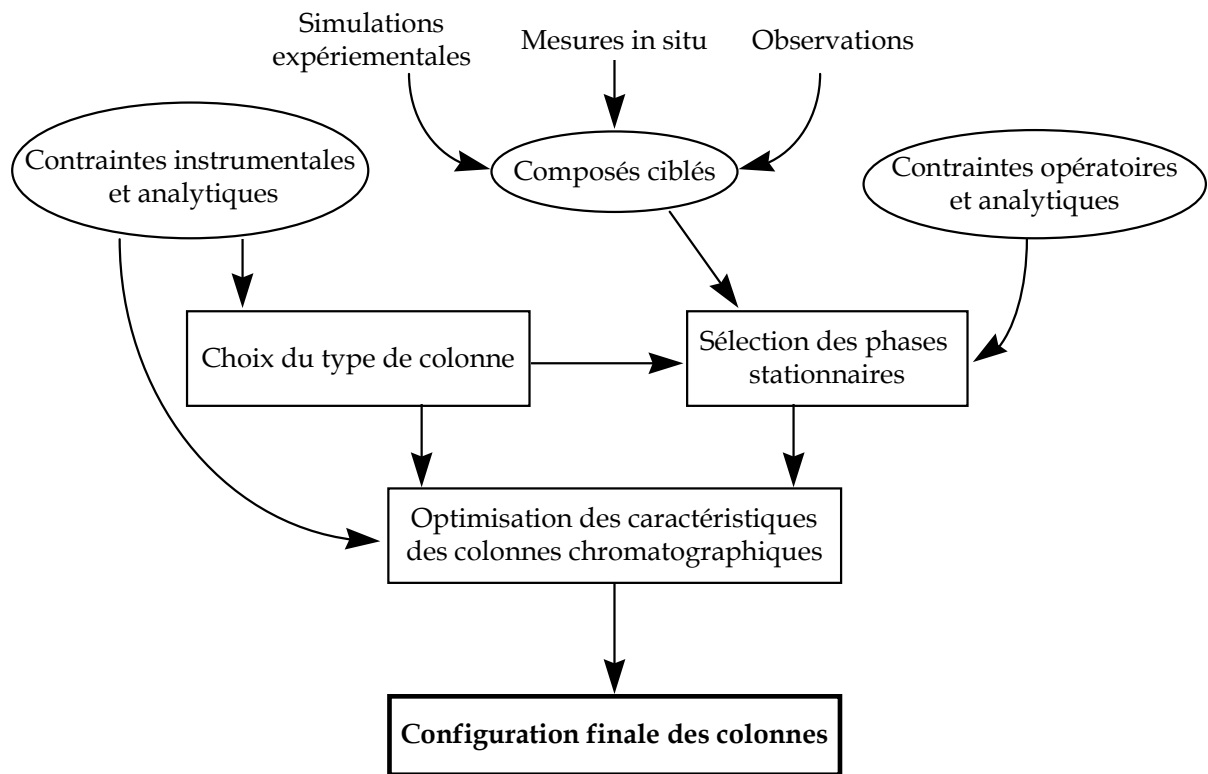 Simulations
expériementales
Mesures in situ
Observations
Contraintes instrumentales
et analytiques
Composés ciblés
Contraintes opératoires
et analytiques
Choix du type de colonne
Sélection des phases
stationnaires
Optimisation des caractéristiques
des colonnes chromatographiques
Configuration finale des colonnes